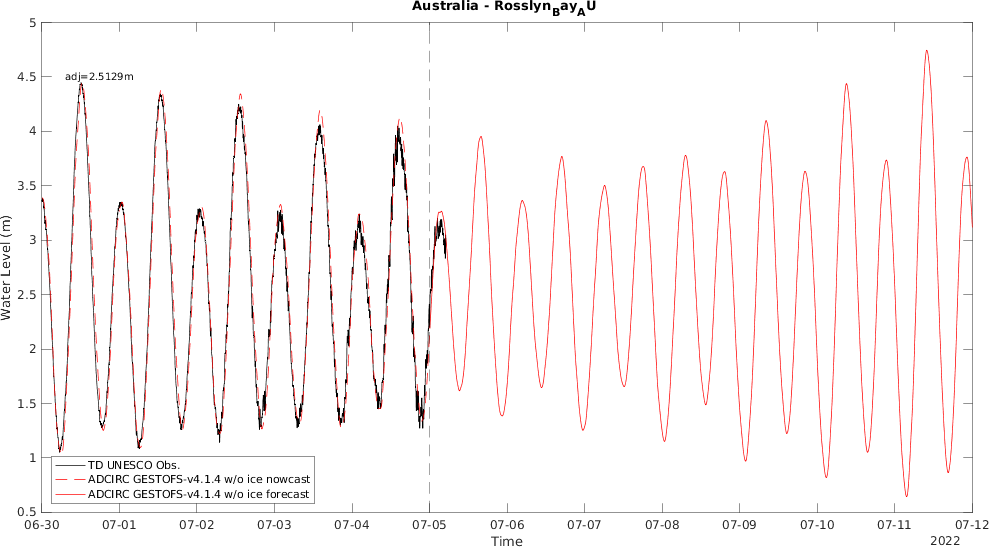 Australia - Rosslyn_Bay_AU
5
4.5
4
3.5
3
2.5
2
1.5
1
0.5
Water Level (m)
adj=2.5129m
TD UNESCO Obs.
ADCIRC GESTOFS-v4.1.4 w/o ice nowcast
ADCIRC GESTOFS-v4.1.4 w/o ice forecast
06-30 07-01 07-02 07-03 07-04 07-05 07-06 07-07 07-08 07-09 07-10 07-11 07-12
Time
2022